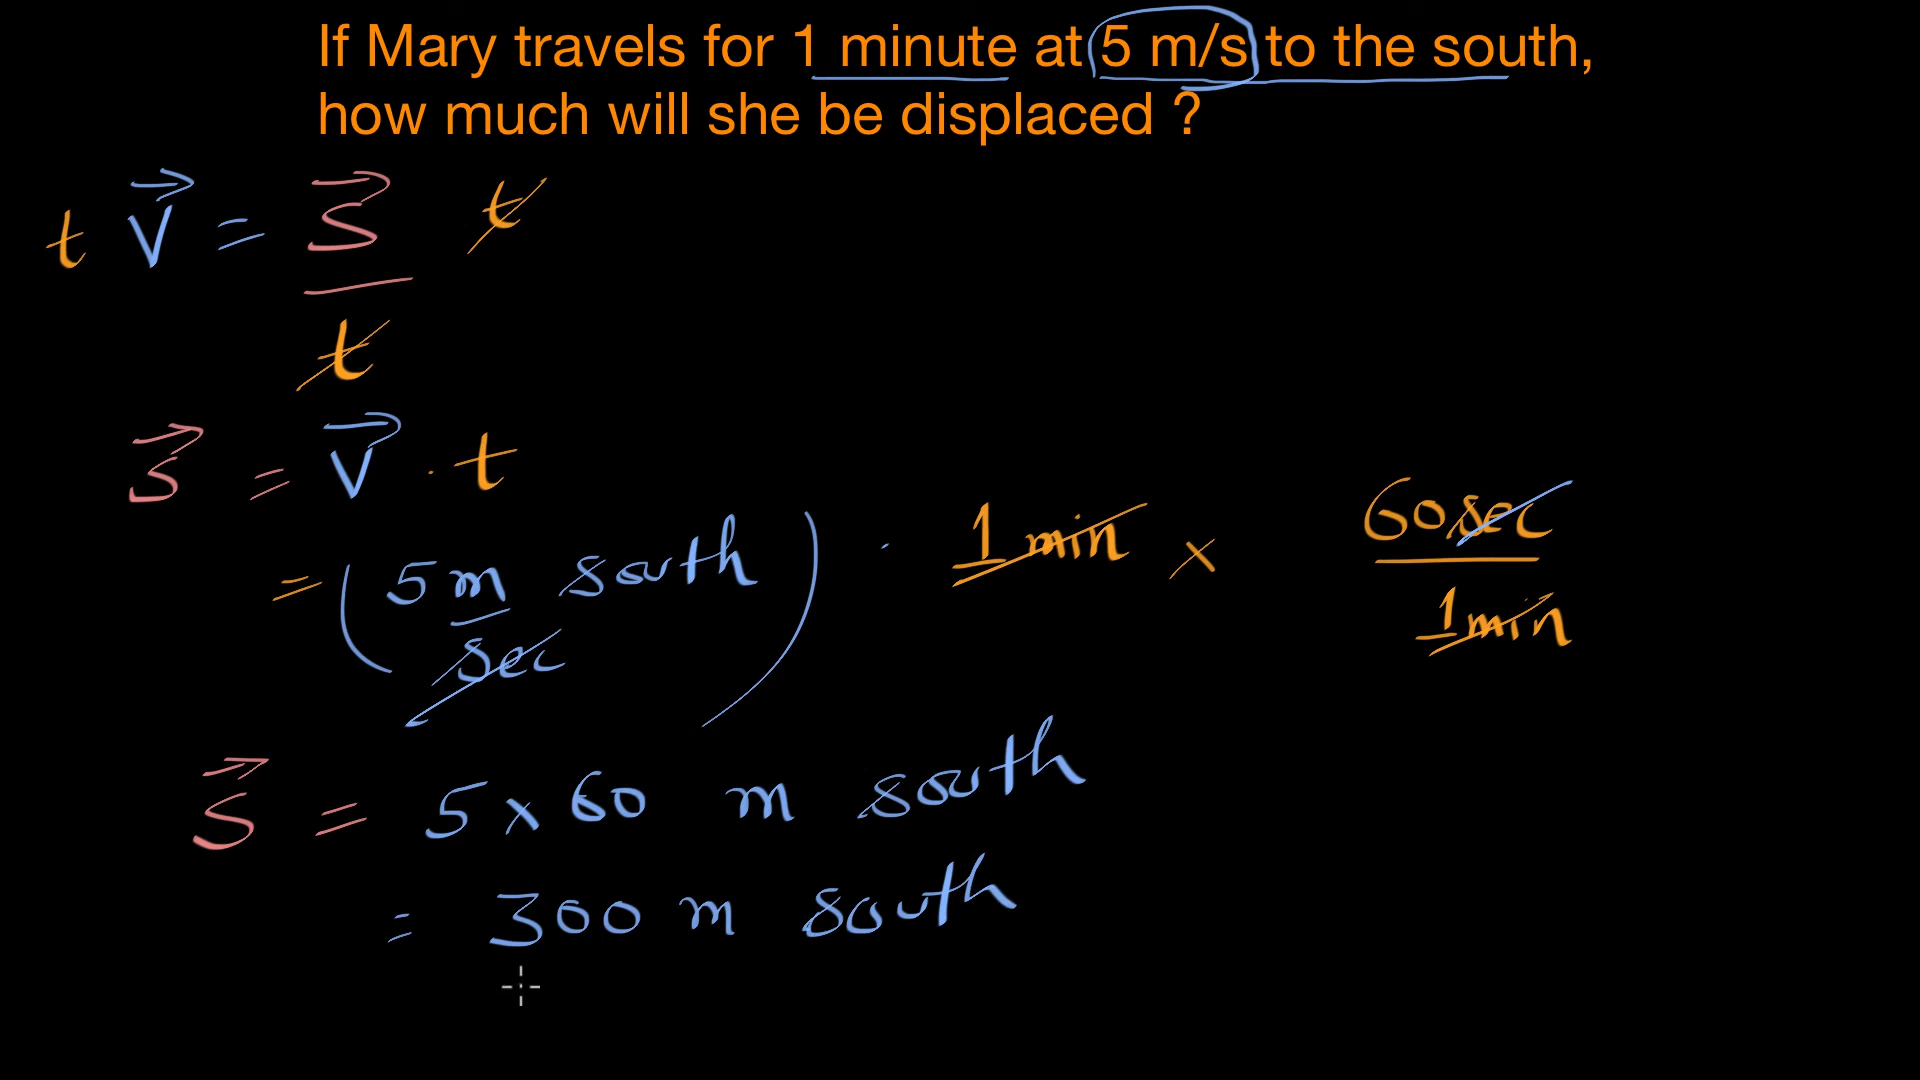 If Mary travels for 1 minute at 5 m/s to the south,
how much will she be displaced ?
t v = s t
t
s = v . t
= ( 5 m south ) . 1 min x 60 sec
sec 1 min
s = 5 x 60 m south
= 300 m south